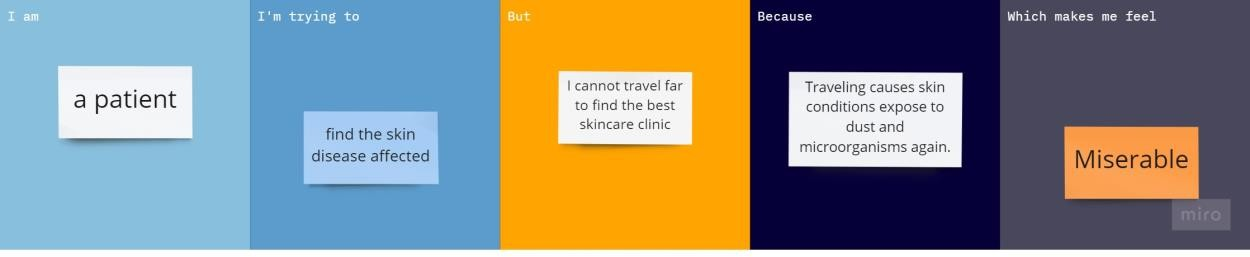 I am
a patient
I'm trying to
find the skin
disease affected
But
I cannot travel far
to find the best
skincare clinic
Because
Traveling causes skin
conditions expose to
dust and
microorganisms again.
Which makes me feel
Miserable
miro